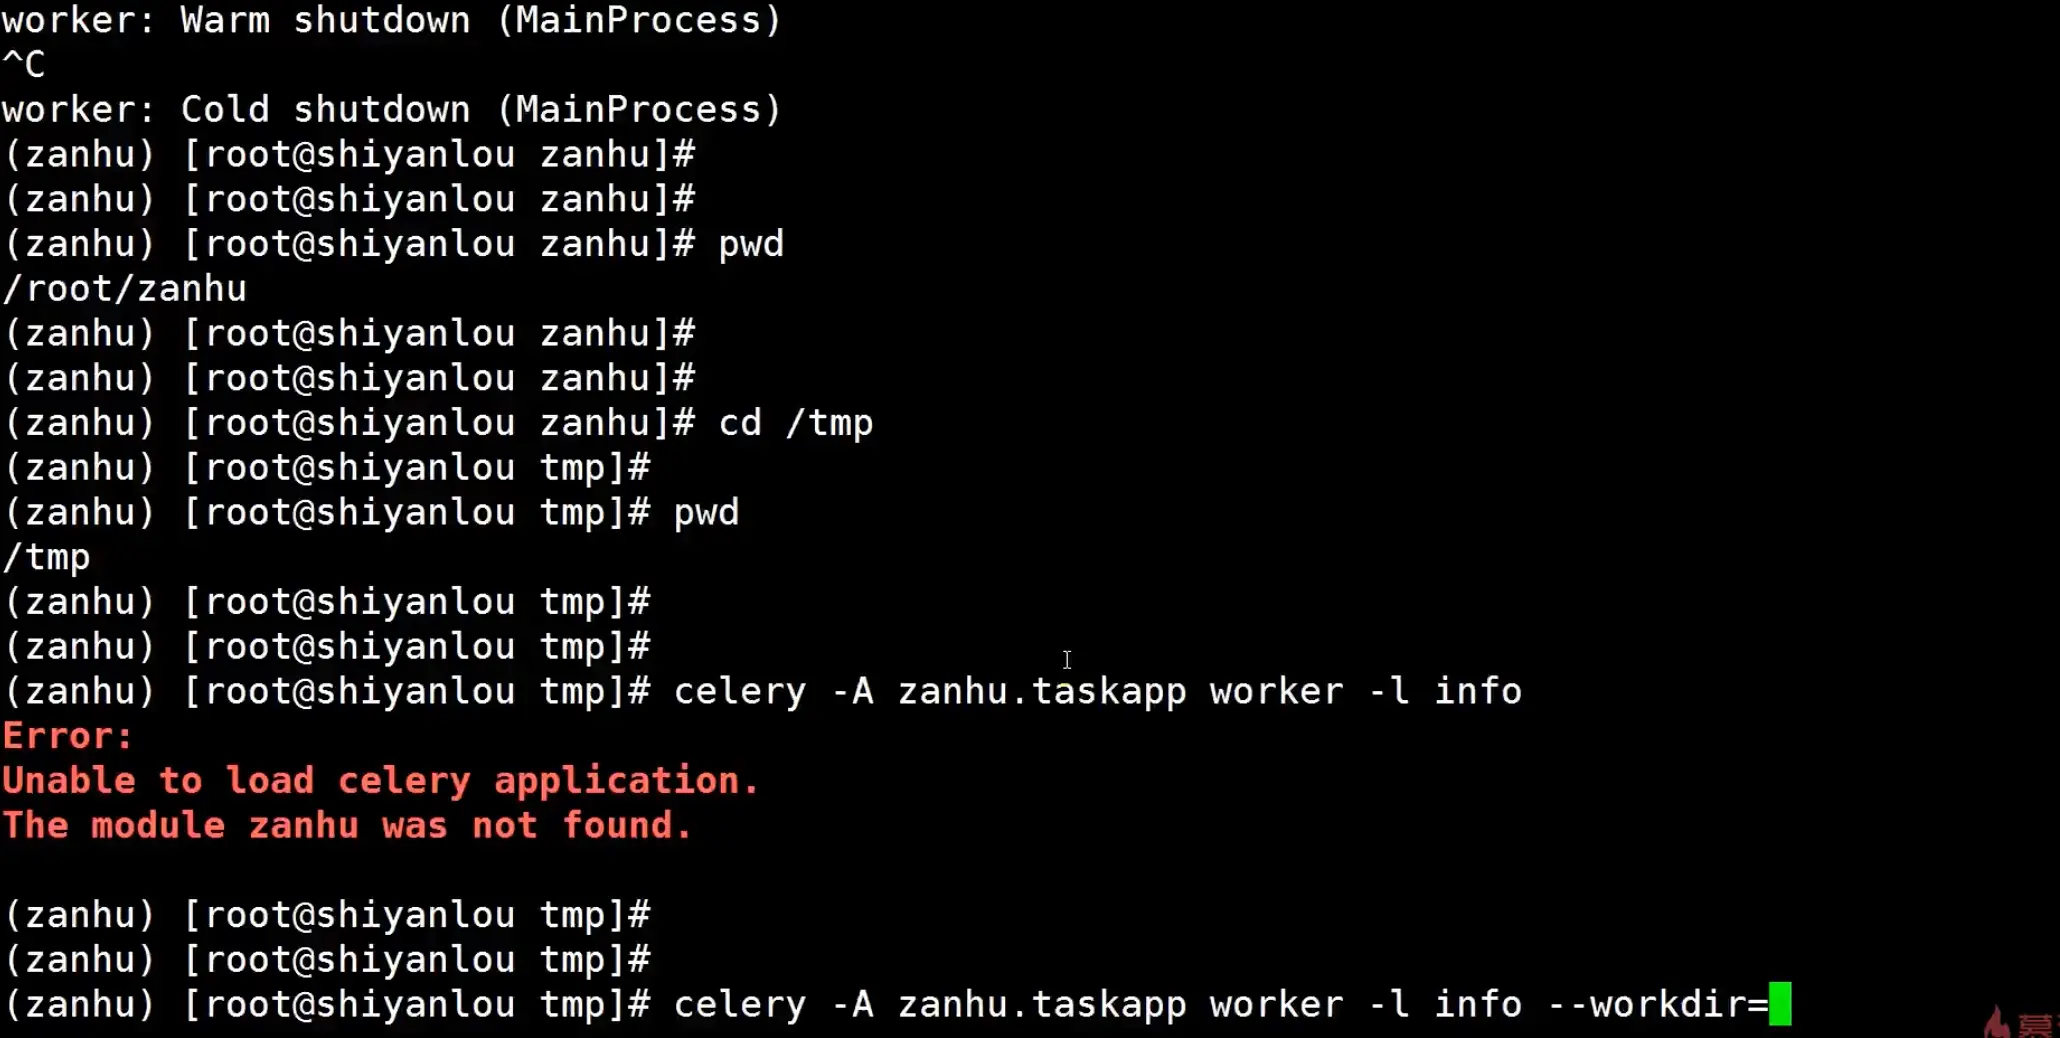 worker: Warm shutdown (MainProcess)
^C
worker: Cold shutdown (MainProcess)
(zanhu) [root@shiyanlou zanhu]#
(zanhu) [root@shiyanlou zanhu]#
(zanhu) [root@shiyanlou zanhu]# pwd
/root/zanhu
(zanhu) [root@shiyanlou zanhu]#
(zanhu) [root@shiyanlou zanhu]#
(zanhu) [root@shiyanlou zanhu]# cd /tmp
(zanhu) [root@shiyanlou tmp]#
(zanhu) [root@shiyanlou tmp]# pwd
/tmp
(zanhu) [root@shiyanlou tmp]#
(zanhu) [root@shiyanlou tmp]#
(zanhu) [root@shiyanlou tmp]# celery -A zanhu.taskapp worker -l info
Error:
Unable to load celery application.
The module zanhu was not found.
(zanhu) [root@shiyanlou tmp]#
(zanhu) [root@shiyanlou tmp]#
(zanhu) [root@shiyanlou tmp]# celery -A zanhu.taskapp worker -l info --workdir=